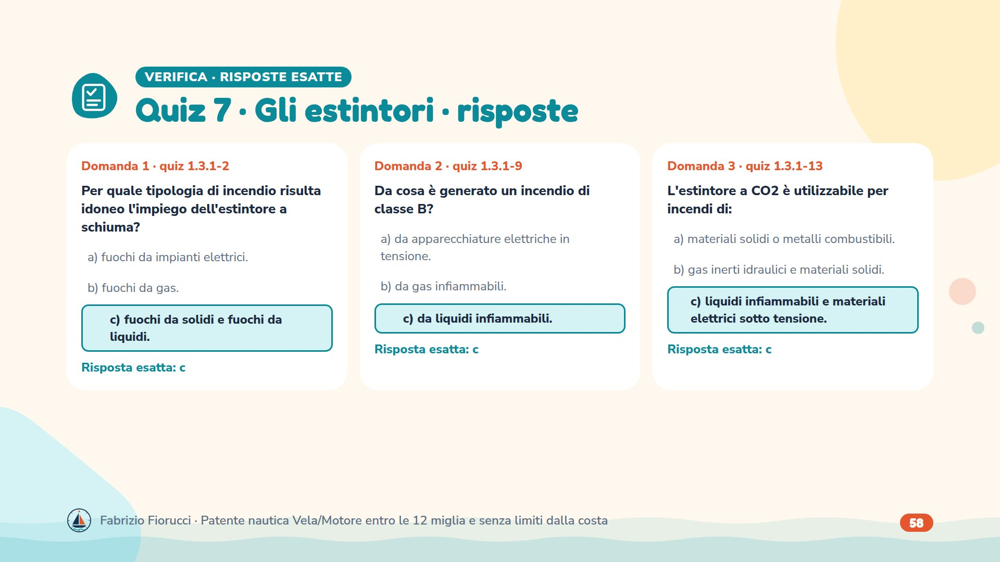 VERIFICA · RISPOSTE ESATTE
Quiz 7 · Gli estintori · risposte
Domanda 1 · quiz 1.3.1-2
Per quale tipologia di incendio risulta
idoneo l'impiego dell'estintore a
schiuma?
a) fuochi da impianti elettrici.
b) fuochi da gas.
c) fuochi da solidi e fuochi da
liquidi.
Risposta esatta: c
Domanda 2 · quiz 1.3.1-9
Da cosa è generato un incendio di
classe B?
a) da apparecchiature elettriche in
tensione.
b) da gas infiammabili.
c) da liquidi infiammabili.
Risposta esatta: c
Domanda 3 · quiz 1.3.1-13
L'estintore a CO2 è utilizzabile per
incendi di:
a) materiali solidi o metalli combustibili.
b) gas inerti idraulici e materiali solidi.
c) liquidi infiammabili e materiali
elettrici sotto tensione.
Risposta esatta: c
Fabrizio Fiorucci · Patente nautica Vela/Motore entro le 12 miglia e senza limiti dalla costa
58